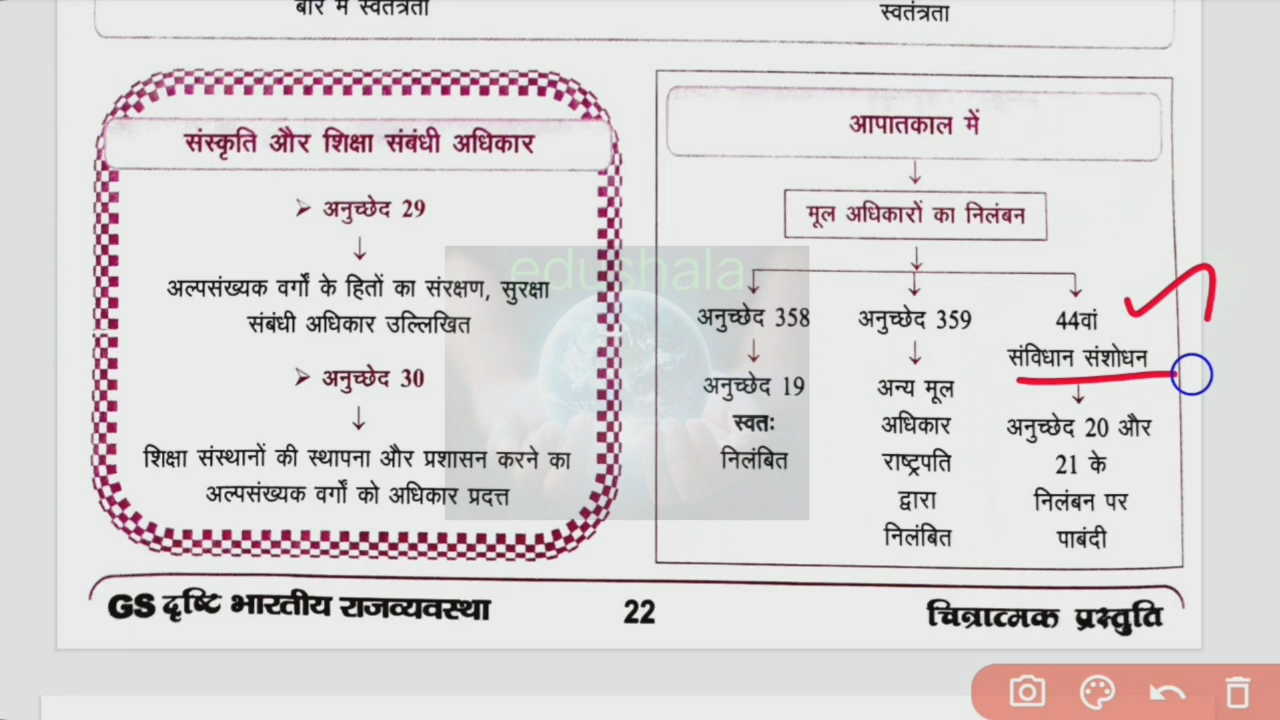 बारे में स्वतंत्रता
स्वतंत्रता
संस्कृति और शिक्षा संबंधी अधिकार
➢ अनुच्छेद 29
अल्पसंख्यक वर्गों के हितों का संरक्षण, सुरक्षा
संबंधी अधिकार उल्लिखित
➢ अनुच्छेद 30
शिक्षा संस्थानों की स्थापना और प्रशासन करने का
अल्पसंख्यक वर्गों को अधिकार प्रदत्त
आपातकाल में
मूल अधिकारों का निलंबन
अनुच्छेद 358
अनुच्छेद 19
स्वतः
निलंबित
अनुच्छेद 359
अन्य मूल
अधिकार
राष्ट्रपति
द्वारा
निलंबित
44वां
संविधान संशोधन
अनुच्छेद 20 और
21 के
निलंबन पर
पाबंदी
edushala
GS दृष्टि भारतीय राजव्यवस्था
22
चित्रात्मक प्रस्तुति